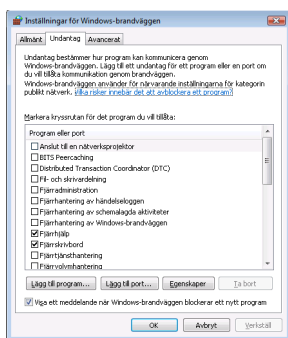 Inställningar för Windows-brandväggen
Allmänt Undantag Avancerat
Undantag bestämmer hur program kan kommunicera genom
Windows-brandväggen. Lägg till ett undantag för ett program eller en port om
du vill tillåta kommunikation genom brandväggen.
Windows-brandväggen använder för närvarande inställningarna för kategorin
publikt nätverk. Vilka risker innebär det att avblockera ett program?
Markera kryssrutan för det program du vill tillåta:
Program eller port
Anslut till en nätverksprojektor
BITS Peercaching
Distributed Transaction Coordinator (DTC)
Fil- och skrivardelning
Fjärradministration
Fjärrhantering av händelseloggen
Fjärrhantering av schemalagda aktiviteter
Fjärrhantering av Windows-brandväggen
Fjärrhjälp
Fjärrskrivbord
Fjärrtjänsthantering
Fjärrvolymhantering
Lägg till program... Lägg till port... Egenskaper Ta bort
Visa ett meddelande när Windows-brandväggen blockerar ett nytt program
OK Avbryt Verkställ